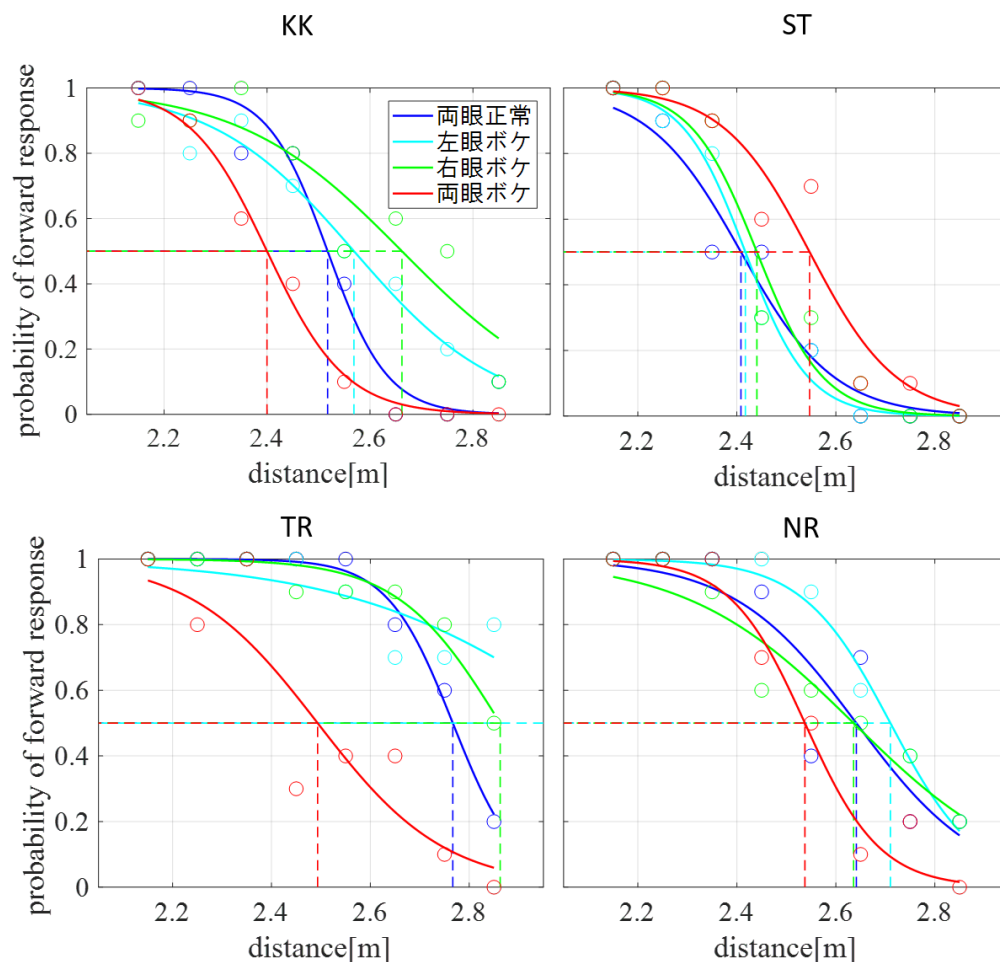 KK
ST
probability of forward response
1
0.8
0.6
0.4
0.2
0
両眼正常
左眼ボケ
右眼ボケ
両眼ボケ
2.2 2.4 2.6 2.8
distance[m]
2.2 2.4 2.6 2.8
distance[m]
TR
NR
probability of forward response
1
0.8
0.6
0.4
0.2
0
2.2 2.4 2.6 2.8
distance[m]
2.2 2.4 2.6 2.8
distance[m]